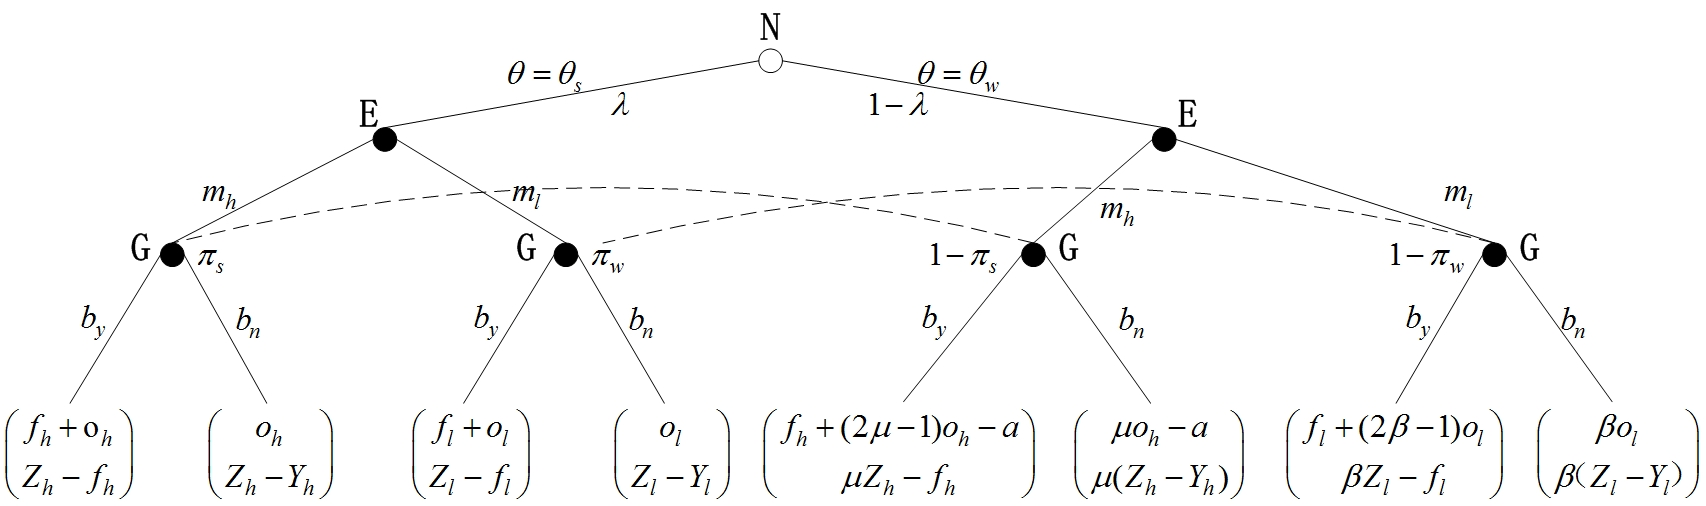 N
θ = θ_s
θ = θ_w
λ
1−λ
E
E
m_h
m_l
m_h
m_l
G
π_s
G
π_w
1−π_s
G
1−π_w
G
b_y
b_n
b_y
b_n
b_y
b_n
b_y
b_n
f_h + o_h
Z_h − f_h
o_h
Z_h − Y_h
f_l + o_l
Z_l − f_l
o_l
Z_l − Y_l
f_h + (2μ−1)o_h − a
μZ_h − f_h
μo_h − a
μ(Z_h − Y_h)
f_l + (2β−1)o_l
βZ_l − f_l
βo_l
β(Z_l − Y_l)